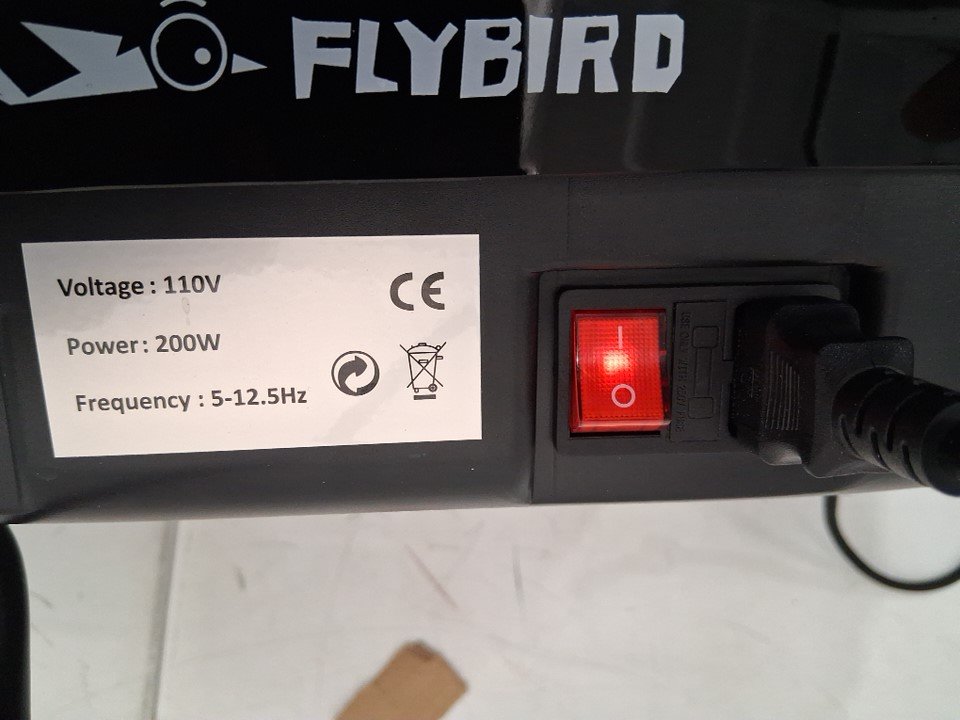 FLYBIRD
Voltage : 110V
CE
Power : 200W
Frequency : 5-12.5Hz